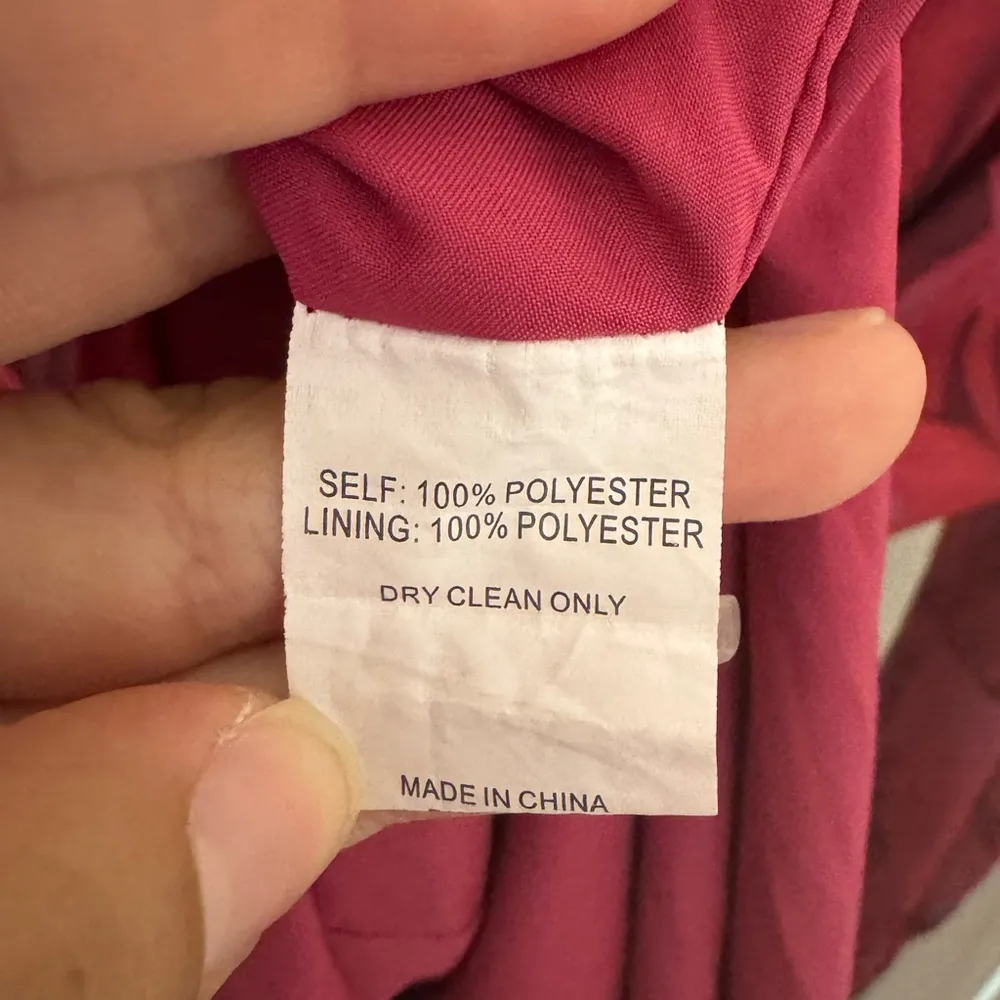 SELF: 100% POLYESTER
LINING: 100% POLYESTER
DRY CLEAN ONLY
MADE IN CHINA